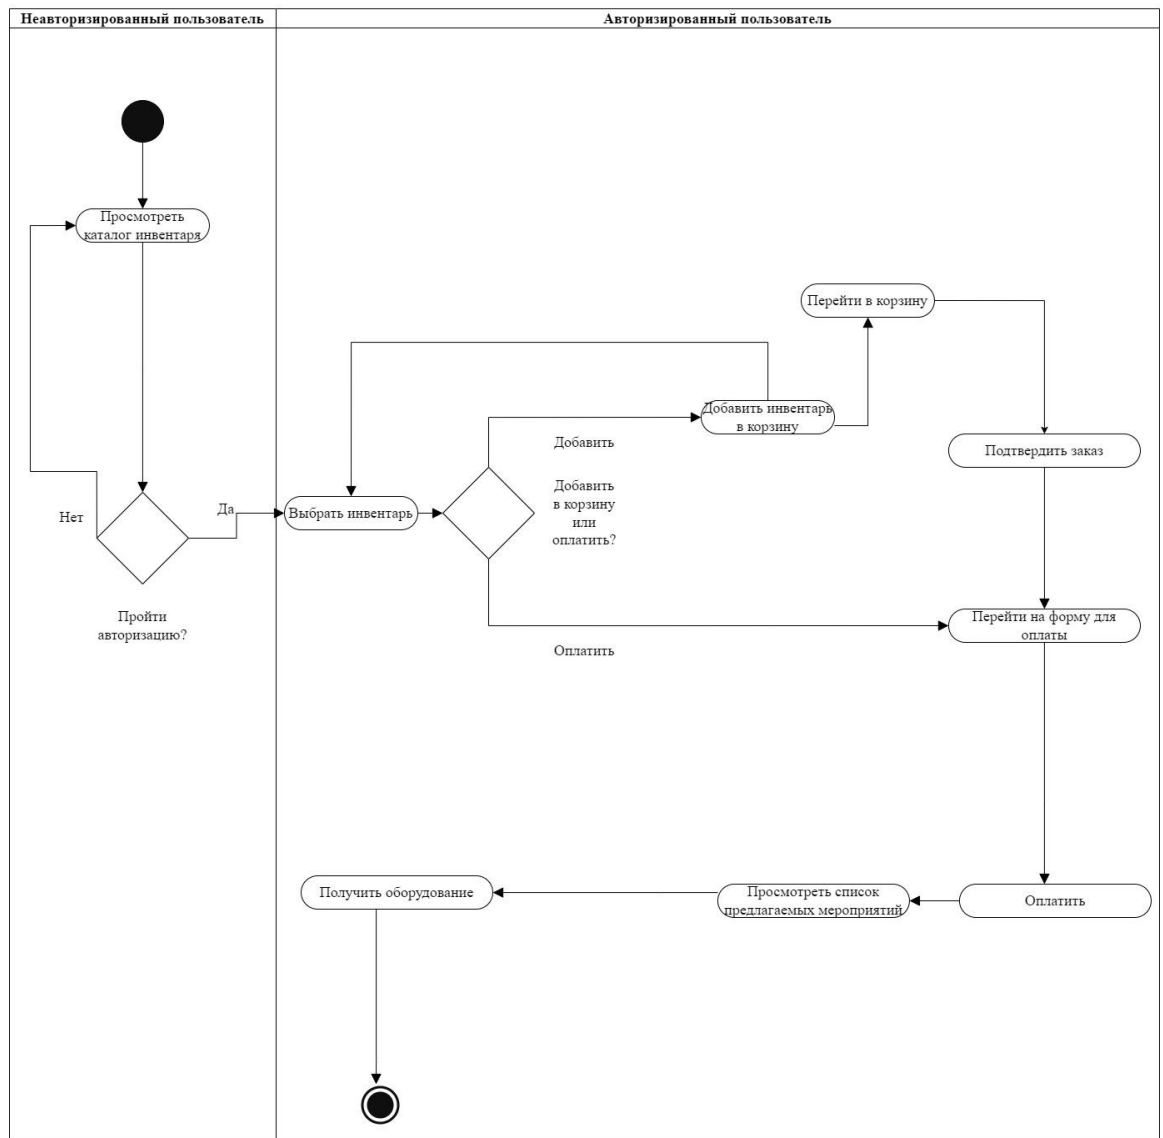 Неавторизированный пользователь
Авторизированный пользователь
Просмотреть
каталог инвентаря
Перейти в корзину
Добавить инвентарь
в корзину
Добавить
Подтвердить заказ
Добавить
в корзину
или
оплатить?
Да
Выбрать инвентарь
Нет
Пройти
авторизацию?
Перейти на форму для
оплаты
Оплатить
Получить оборудование
Просмотреть список
предлагаемых мероприятий
Оплатить